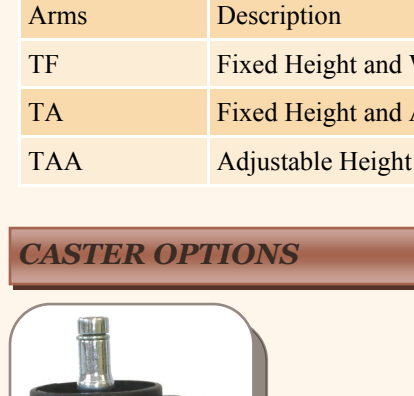 Arms Description
TF Fixed Height and
TA Fixed Height and
TAA Adjustable Height
CASTER OPTIONS